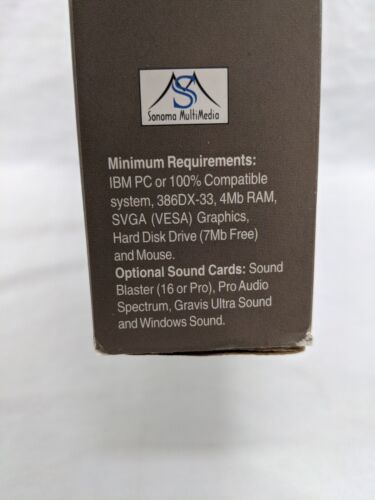 S
Sonoma MultiMedia
Minimum Requirements:
IBM PC or 100% Compatible
system, 386DX-33, 4Mb RAM,
SVGA (VESA) Graphics,
Hard Disk Drive (7Mb Free)
and Mouse.
Optional Sound Cards: Sound
Blaster (16 or Pro), Pro Audio
Spectrum, Gravis Ultra Sound
and Windows Sound.